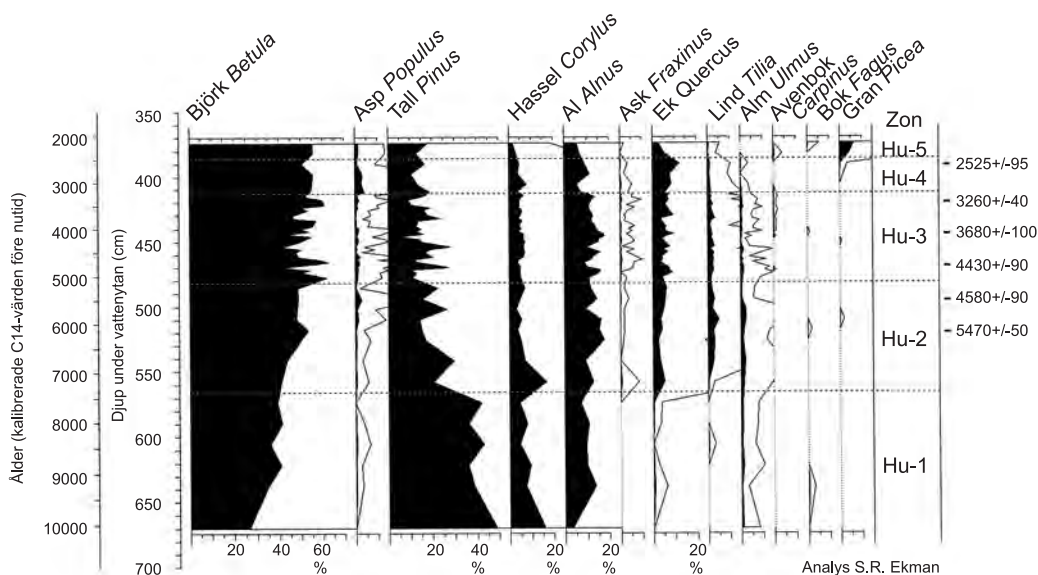 Björk Betula
Asp Populus
Tall Pinus
Hassel Corylus
Al Alnus
Ask Fraxinus
Ek Quercus
Lind Tilia
Alm Ulmus
Avenbok
Carpinus
Bok Fagus
Gran Picea
Zon
Ålder (kalibrerade C14-värden före nutid)
2000
3000
4000
5000
6000
7000
8000
9000
10000
Djup under vattenytan (cm)
350
400
450
500
550
600
650
700
Hu-5
Hu-4
Hu-3
Hu-2
Hu-1
2525+/-95
3260+/-40
3680+/-100
4430+/-90
4580+/-90
5470+/-50
20 40 60 20 40 20 20 20
% % % % %
Analys S.R. Ekman